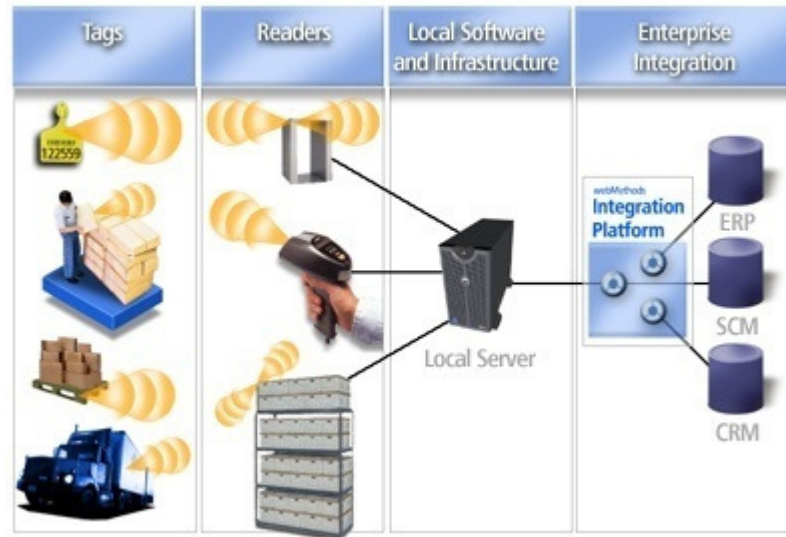 Tags
Readers
Local Software
and Infrastructure
Enterprise
Integration
122559
webMethods
Integration
Platform
ERP
SCM
CRM
Local Server